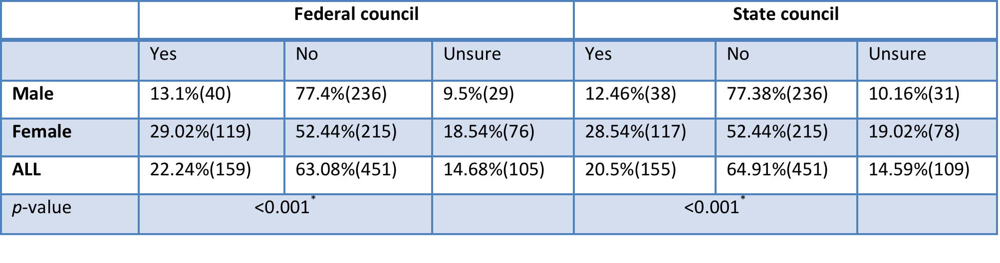 Federal council State council
Yes No Unsure Yes No Unsure
Male 13.1%(40) 77.4%(236) 9.5%(29) 12.46%(38) 77.38%(236) 10.16%(31)
Female 29.02%(119) 52.44%(215) 18.54%(76) 28.54%(117) 52.44%(215) 19.02%(78)
ALL 22.24%(159) 63.08%(451) 14.68%(105) 20.5%(155) 64.91%(451) 14.59%(109)
p-value <0.001* <0.001*